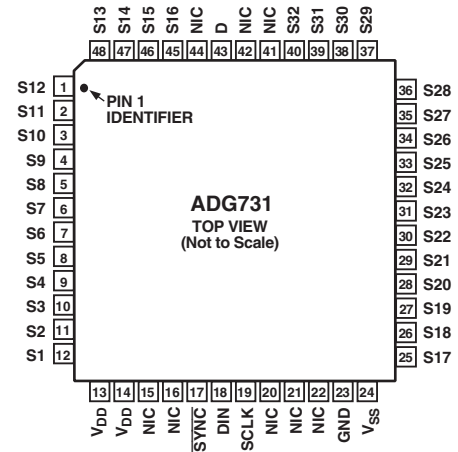 S13 S14 S15 S16 NIC D NIC NIC S32 S31 S30 S29
48 47 46 45 44 43 42 41 40 39 38 37
S12 1
S11 2
S10 3
S9 4
S8 5
S7 6
S6 7
S5 8
S4 9
S3 10
S2 11
S1 12
PIN 1
IDENTIFIER
ADG731
TOP VIEW
(Not to Scale)
36 S28
35 S27
34 S26
33 S25
32 S24
31 S23
30 S22
29 S21
28 S20
27 S19
26 S18
25 S17
13 14 15 16 17 18 19 20 21 22 23 24
VDD VDD NIC NIC SYNC DIN SCLK NIC NIC NIC GND VSS